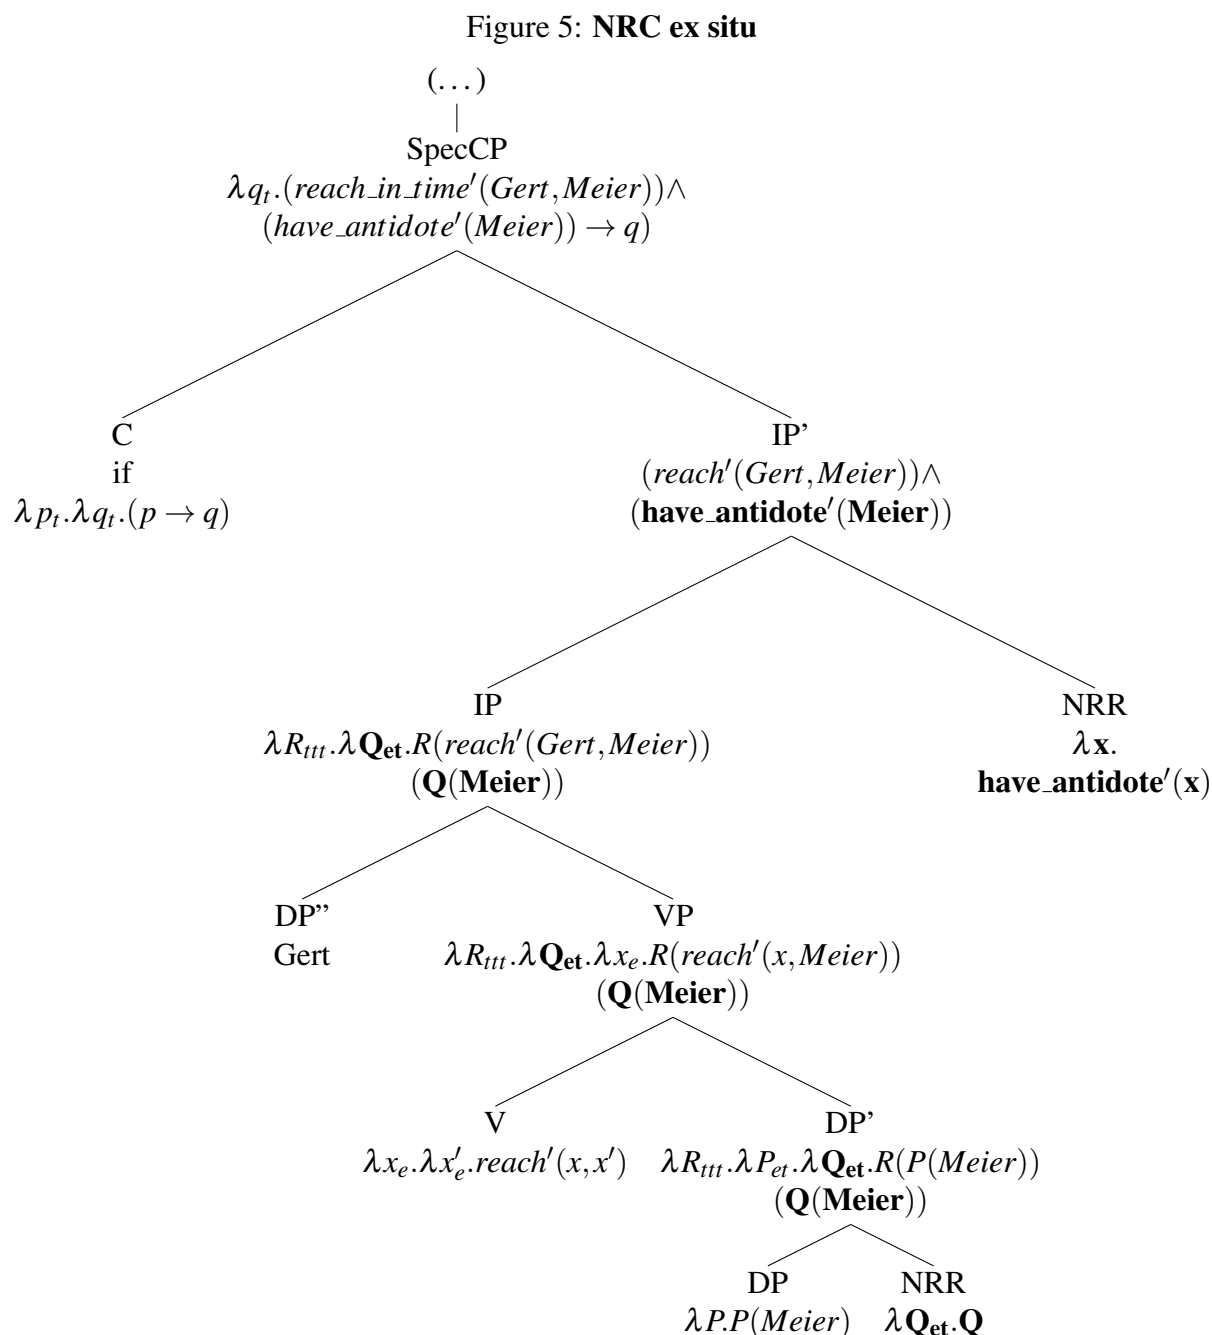 Figure 5: NRC ex situ
(...)
SpecCP
λq_t.(reach_in_time′(Gert,Meier))∧
(have_antidote′(Meier)) → q)
C
if
λp_t.λq_t.(p → q)
IP'
(reach′(Gert,Meier))∧
(have_antidote′(Meier))
IP
λR_ttt.λQ_et.R(reach′(Gert,Meier))
(Q(Meier))
NRR
λx.
have_antidote′(x)
DP”
Gert
VP
λR_ttt.λQ_et.λx_e.R(reach′(x,Meier))
(Q(Meier))
V
λx_e.λx′_e.reach′(x,x′)
DP'
λR_ttt.λP_et.λQ_et.R(P(Meier))
(Q(Meier))
DP
λP.P(Meier)
NRR
λQ_et.Q